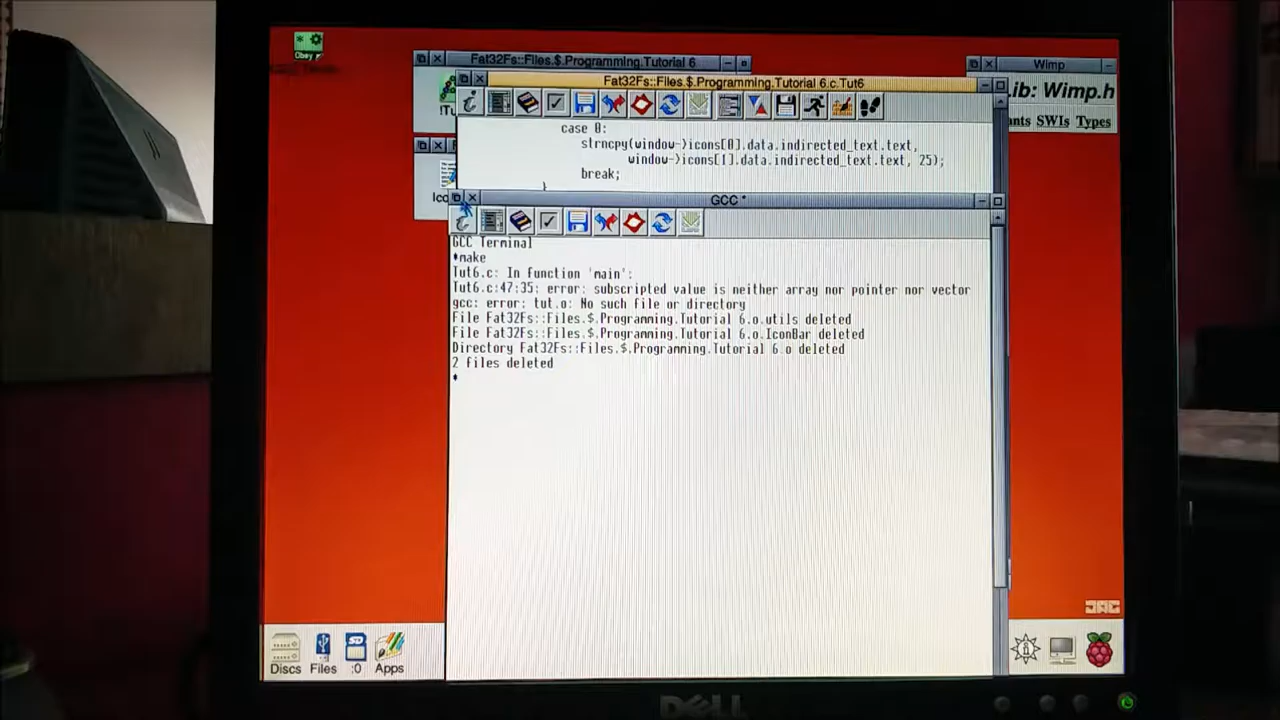 Obey
Fat32Fs::Files.$.Programming.Tutorial 6
Wimp
Fat32Fs::Files.$.Programming.Tutorial 6.c.Tut6
Lib: Wimp.h
SWIs Types
case 0:
strncpy(window->icons[0].data.indirected_text.text,
window->icons[1].data.indirected_text.text, 25);
break;
}
GCC *
GCC Terminal
*make
Tut6.c: In function 'main':
Tut6.c:47:35: error: subscripted value is neither array nor pointer nor vector
gcc: error: tut.o: No such file or directory
File Fat32Fs::Files.$.Programming.Tutorial 6.o.utils deleted
File Fat32Fs::Files.$.Programming.Tutorial 6.o.IconBar deleted
Directory Fat32Fs::Files.$.Programming.Tutorial 6.o deleted
2 files deleted
*
Discs Files :0 Apps
DELL